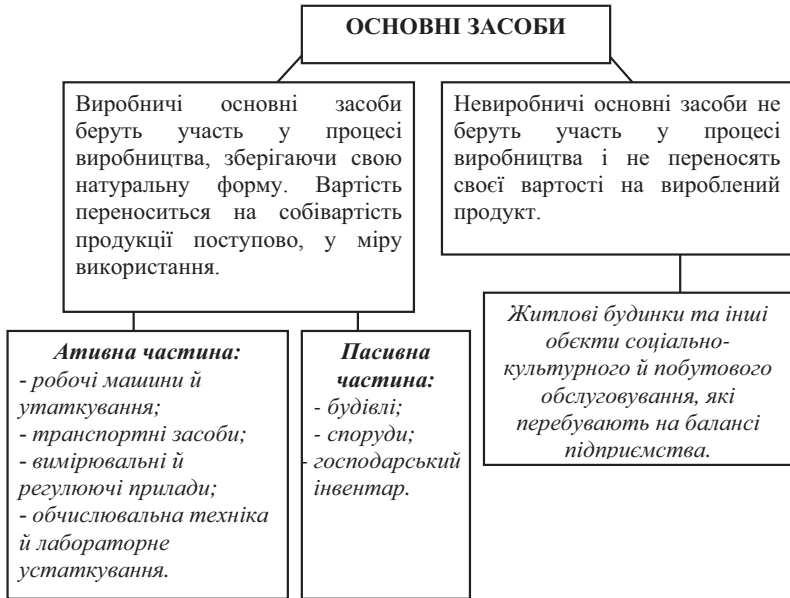 ОСНОВНІ ЗАСОБИ
Виробничі основні засоби
беруть участь у процесі
виробництва, зберігаючи свою
натуральну форму. Вартість
переноситься на собівартість
продукції поступово, у міру
використання.
Невиробничі основні засоби не
беруть участь у процесі
виробництва і не переносять
своєї вартості на вироблений
продукт.
Ативна частина:
- робочі машини й
утаткування;
- транспортні засоби;
- вимірювальні й
регулюючі прилади;
- обчислювальна техніка
й лабораторне
устаткування.
Пасивна
частина:
- будівлі;
- споруди;
- господарський
інвентар.
Житлові будинки та інші
обєкти соціально-
культурного й побутового
обслуговування, які
перебувають на балансі
підприємства.